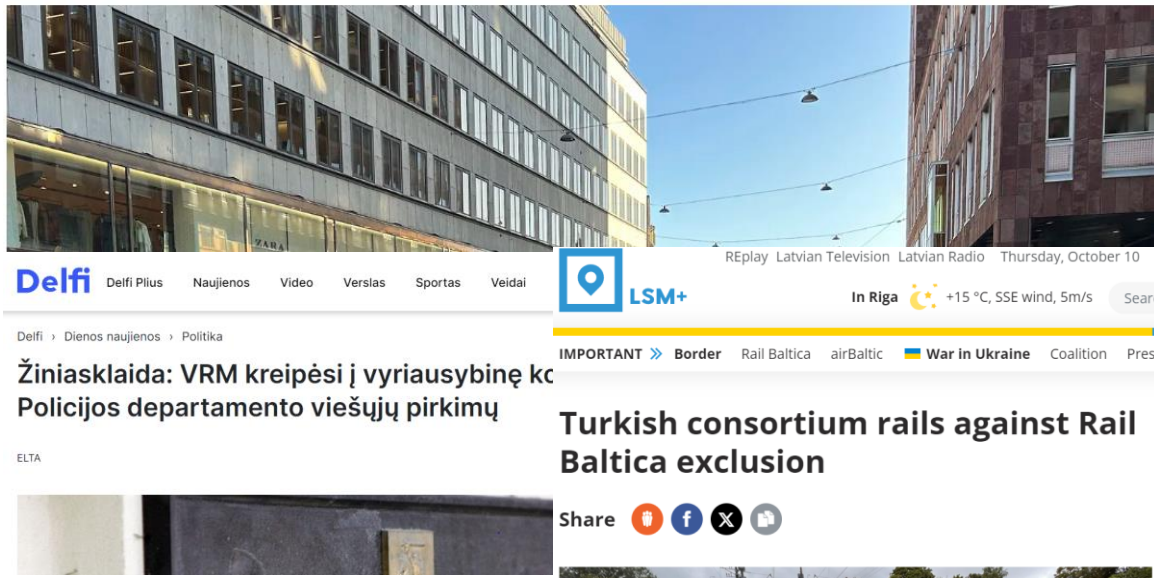 ZARA
Delfi
Delfi Plius Naujienos Video Verslas Sportas Veidai
Delfi › Dienos naujienos › Politika
Žiniasklaida: VRM kreipėsi į vyriausybinę ko
Policijos departamento viešųjų pirkimų
ELTA
REplay Latvian Television Latvian Radio Thursday, October 10
LSM+
In Riga +15 °C, SSE wind, 5m/s Sear
IMPORTANT » Border Rail Baltica airBaltic War in Ukraine Coalition Pres
Turkish consortium rails against Rail
Baltica exclusion
Share